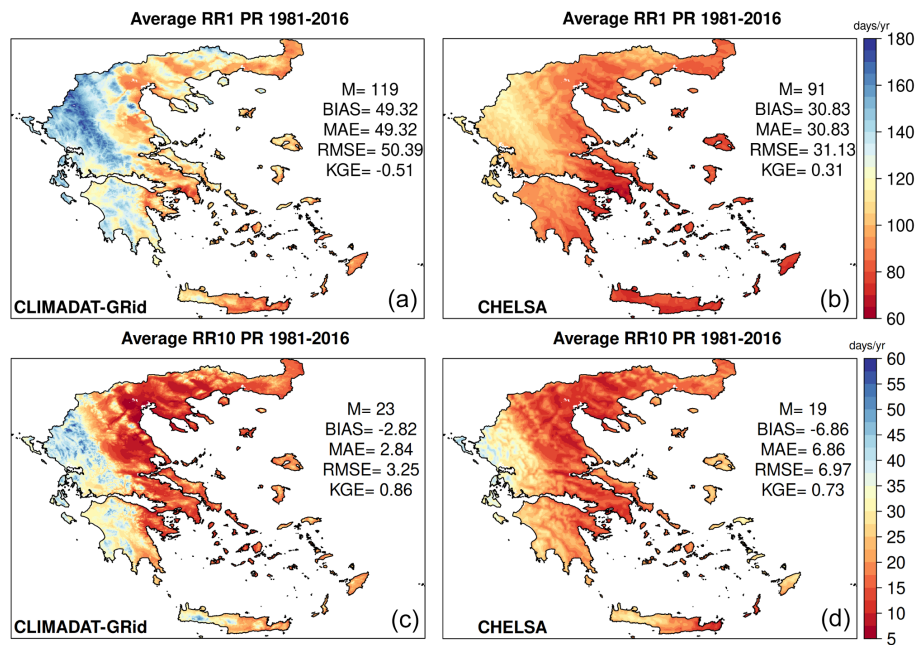 Average RR1 PR 1981-2016
Average RR1 PR 1981-2016
days/yr
M= 119
BIAS= 49.32
MAE= 49.32
RMSE= 50.39
KGE= -0.51
CLIMADAT-GRid
(a)
M= 91
BIAS= 30.83
MAE= 30.83
RMSE= 31.13
KGE= 0.31
CHELSA
(b)
180
160
140
120
100
80
60
Average RR10 PR 1981-2016
Average RR10 PR 1981-2016
days/yr
M= 23
BIAS= -2.82
MAE= 2.84
RMSE= 3.25
KGE= 0.86
CLIMADAT-GRid
(c)
M= 19
BIAS= -6.86
MAE= 6.86
RMSE= 6.97
KGE= 0.73
CHELSA
(d)
60
55
50
45
40
35
30
25
20
15
10
5